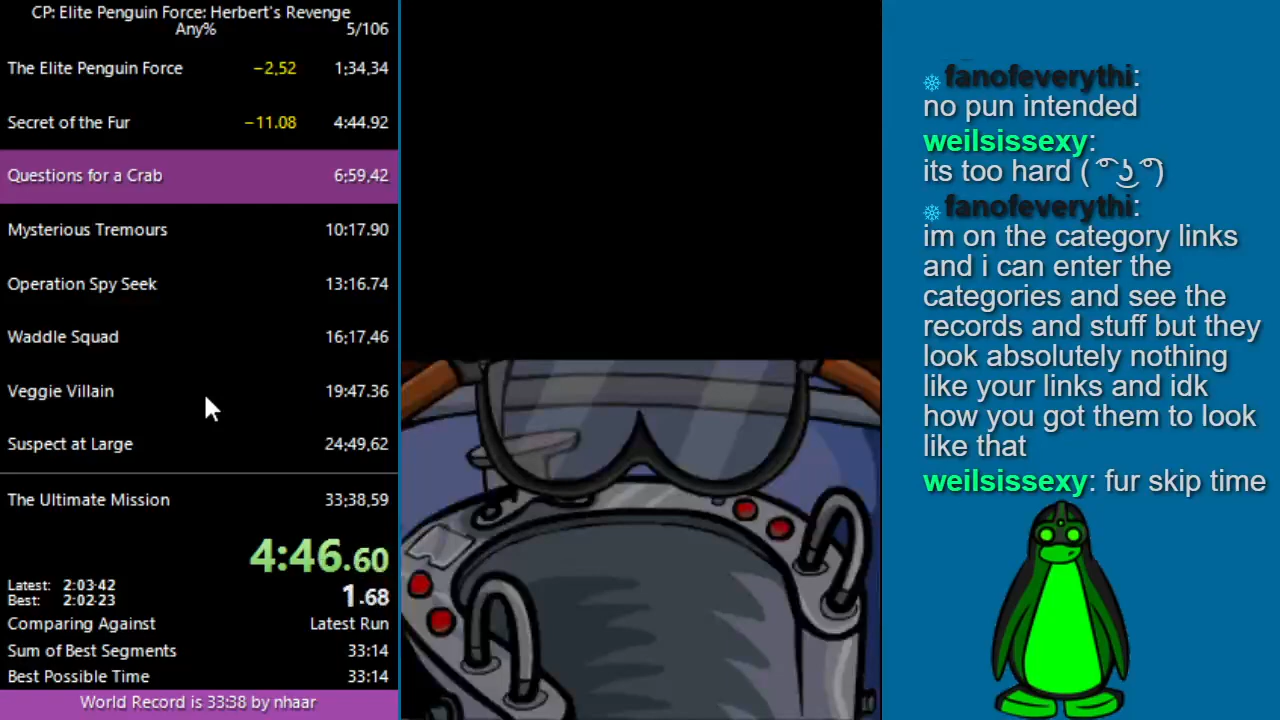 CP: Elite Penguin Force: Herbert's Revenge
Any% 5/106
The Elite Penguin Force −2,52 1:34,34
Secret of the Fur −11.08 4:44.92
Questions for a Crab 6;59,42
Mysterious Tremours 10:17.90
Operation Spy Seek 13:16.74
Waddle Squad 16;17,46
Veggie Villain 19:47.36
Suspect at Large 24;49,62
The Ultimate Mission 33;38,59
4:46.60
Latest: 2:03:42 1.68
Best: 2:02:23
Comparing Against Latest Run
Sum of Best Segments 33:14
Best Possible Time 33:14
World Record is 33:38 by nhaar
fanofeverythi:
no pun intended
weilsissexy:
its too hard ( ͡° ͜ʖ ͡°)
fanofeverythi:
im on the category links
and i can enter the
categories and see the
records and stuff but they
look absolutely nothing
like your links and idk
how you got them to look
like that
weilsissexy: fur skip time